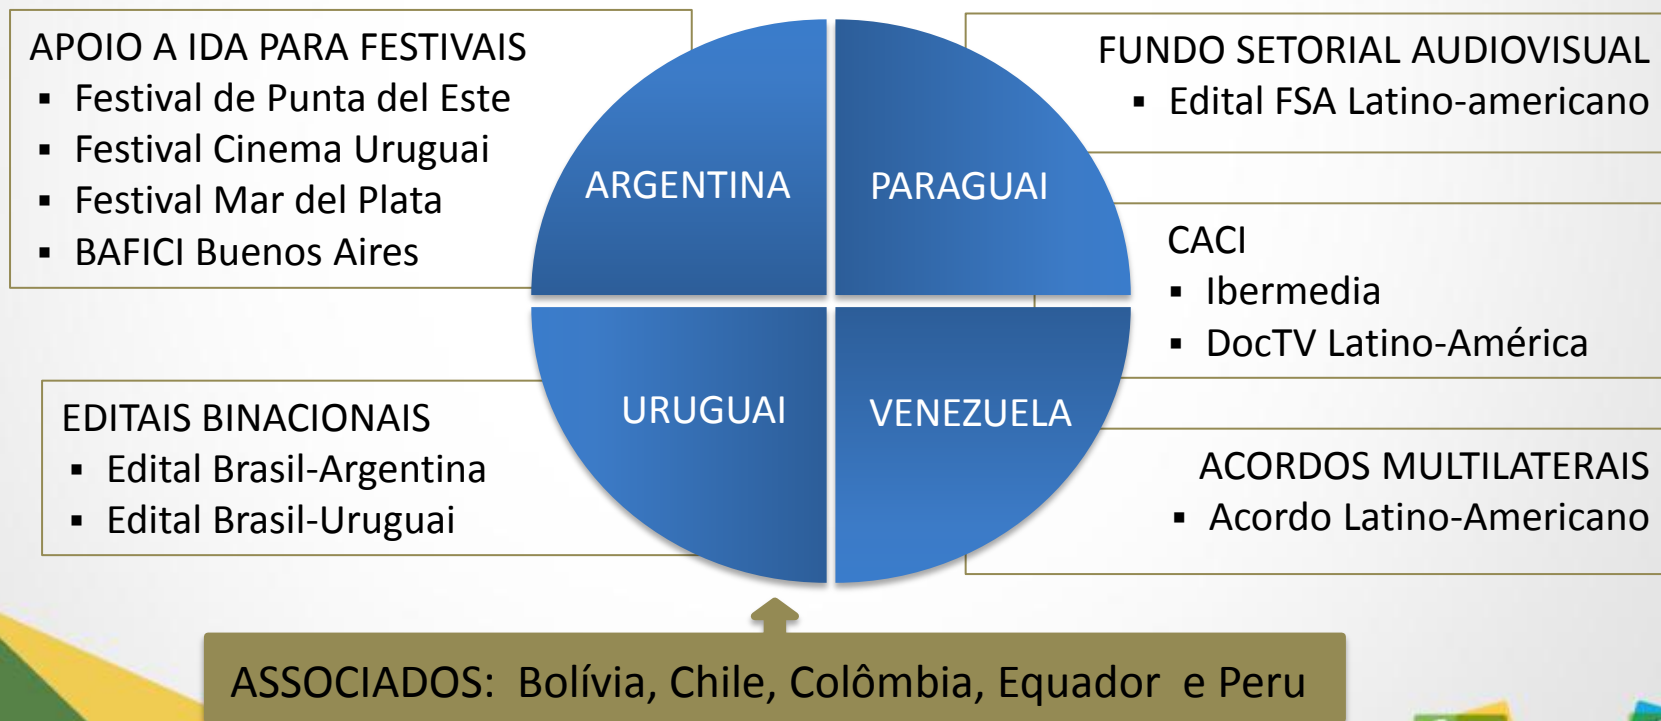 APOIO A IDA PARA FESTIVAIS
▪ Festival de Punta del Este
▪ Festival Cinema Uruguai
▪ Festival Mar del Plata
▪ BAFICI Buenos Aires
EDITAIS BINACIONAIS
▪ Edital Brasil-Argentina
▪ Edital Brasil-Uruguai
ARGENTINA
PARAGUAI
URUGUAI
VENEZUELA
FUNDO SETORIAL AUDIOVISUAL
▪ Edital FSA Latino-americano
CACI
▪ Ibermedia
▪ DocTV Latino-América
ACORDOS MULTILATERAIS
▪ Acordo Latino-Americano
ASSOCIADOS: Bolívia, Chile, Colômbia, Equador e Peru